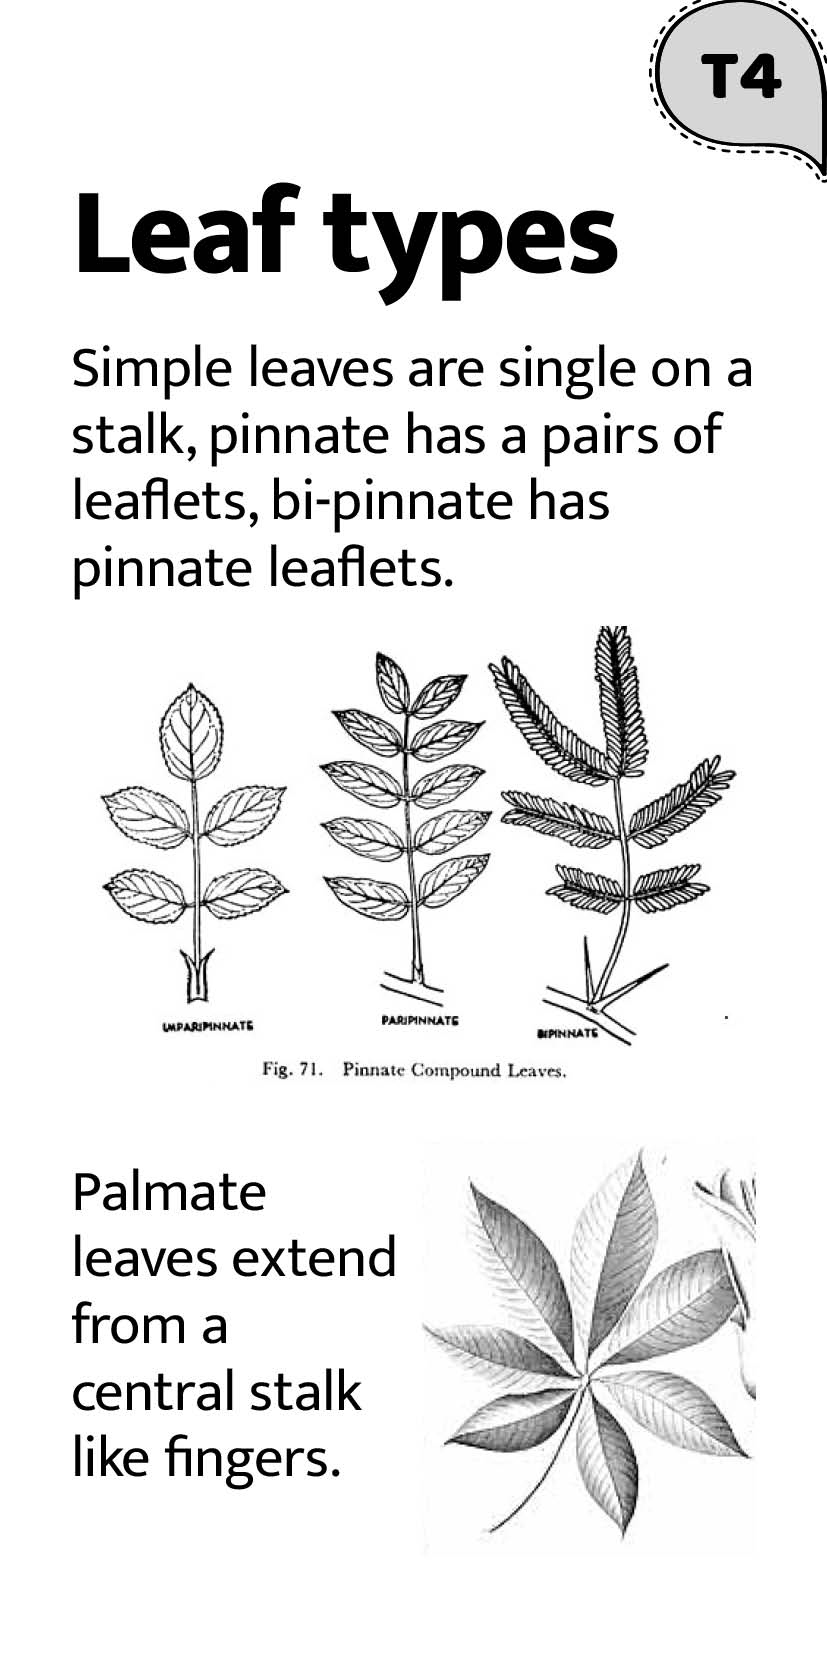 T4
Leaf types
Simple leaves are single on a
stalk, pinnate has a pairs of
leaflets, bi-pinnate has
pinnate leaflets.
IMPARIPINNATE
PARIPINNATE
BIPINNATE
Fig. 71. Pinnate Compound Leaves.
Palmate
leaves extend
from a
central stalk
like fingers.